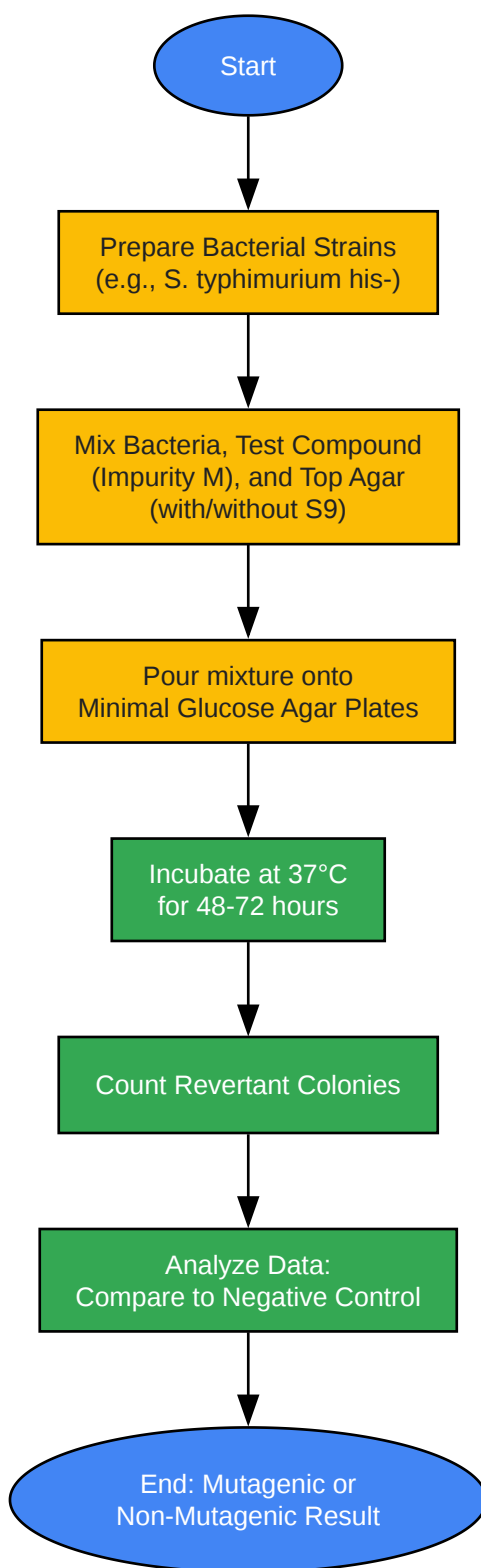 Start
Prepare Bacterial Strains
(e.g., S. typhimurium his-)
Mix Bacteria, Test Compound
(Impurity M), and Top Agar
(with/without S9)
Pour mixture onto
Minimal Glucose Agar Plates
Incubate at 37°C
for 48-72 hours
Count Revertant Colonies
Analyze Data:
Compare to Negative Control
End: Mutagenic or
Non-Mutagenic Result